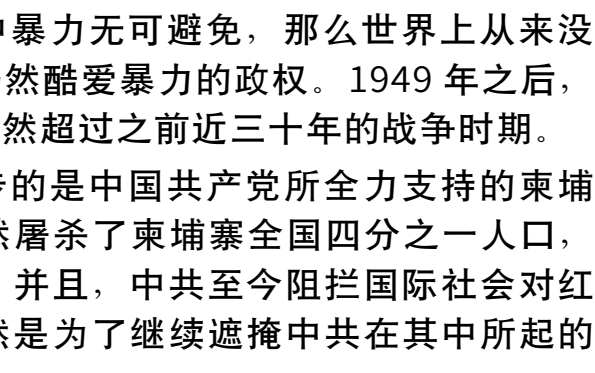 暴力无可避免，那么世界上从来没
然酷爱暴力的政权。1949 年之后，
然超过之前近三十年的战争时期。
的是中国共产党所全力支持的柬埔
屠杀了柬埔寨全国四分之一人口，
并且，中共至今阻拦国际社会对红
是为了继续遮掩中共在其中所起的